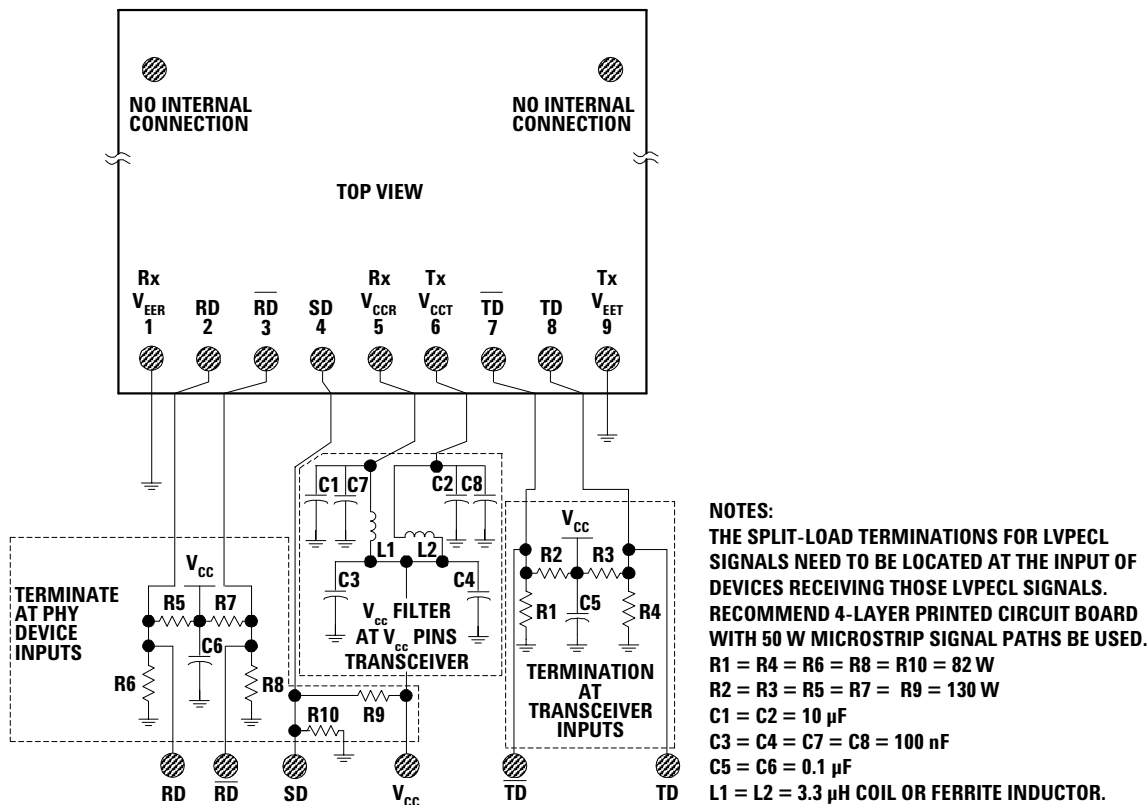 NO INTERNAL
CONNECTION
NO INTERNAL
CONNECTION
TOP VIEW
Rx
VEER
1
RD
2
RD
3
SD
4
Rx
VCCR
5
Tx
VCCT
6
TD
7
TD
8
Tx
VEET
9
C1 C7
C2 C8
L1
L2
C3
C4
VCC FILTER
AT VCC PINS
TRANSCEIVER
TERMINATE
AT PHY
DEVICE
INPUTS
VCC
R5
R7
C6
R6
R8
R9
R10
VCC
R2
R3
R1
C5
R4
TERMINATION
AT
TRANSCEIVER
INPUTS
RD
RD
SD
VCC
TD
TD
NOTES:
THE SPLIT-LOAD TERMINATIONS FOR LVPECL
SIGNALS NEED TO BE LOCATED AT THE INPUT OF
DEVICES RECEIVING THOSE LVPECL SIGNALS.
RECOMMEND 4-LAYER PRINTED CIRCUIT BOARD
WITH 50 W MICROSTRIP SIGNAL PATHS BE USED.
R1 = R4 = R6 = R8 = R10 = 82 W
R2 = R3 = R5 = R7 = R9 = 130 W
C1 = C2 = 10 µF
C3 = C4 = C7 = C8 = 100 nF
C5 = C6 = 0.1 µF
L1 = L2 = 3.3 µH COIL OR FERRITE INDUCTOR.